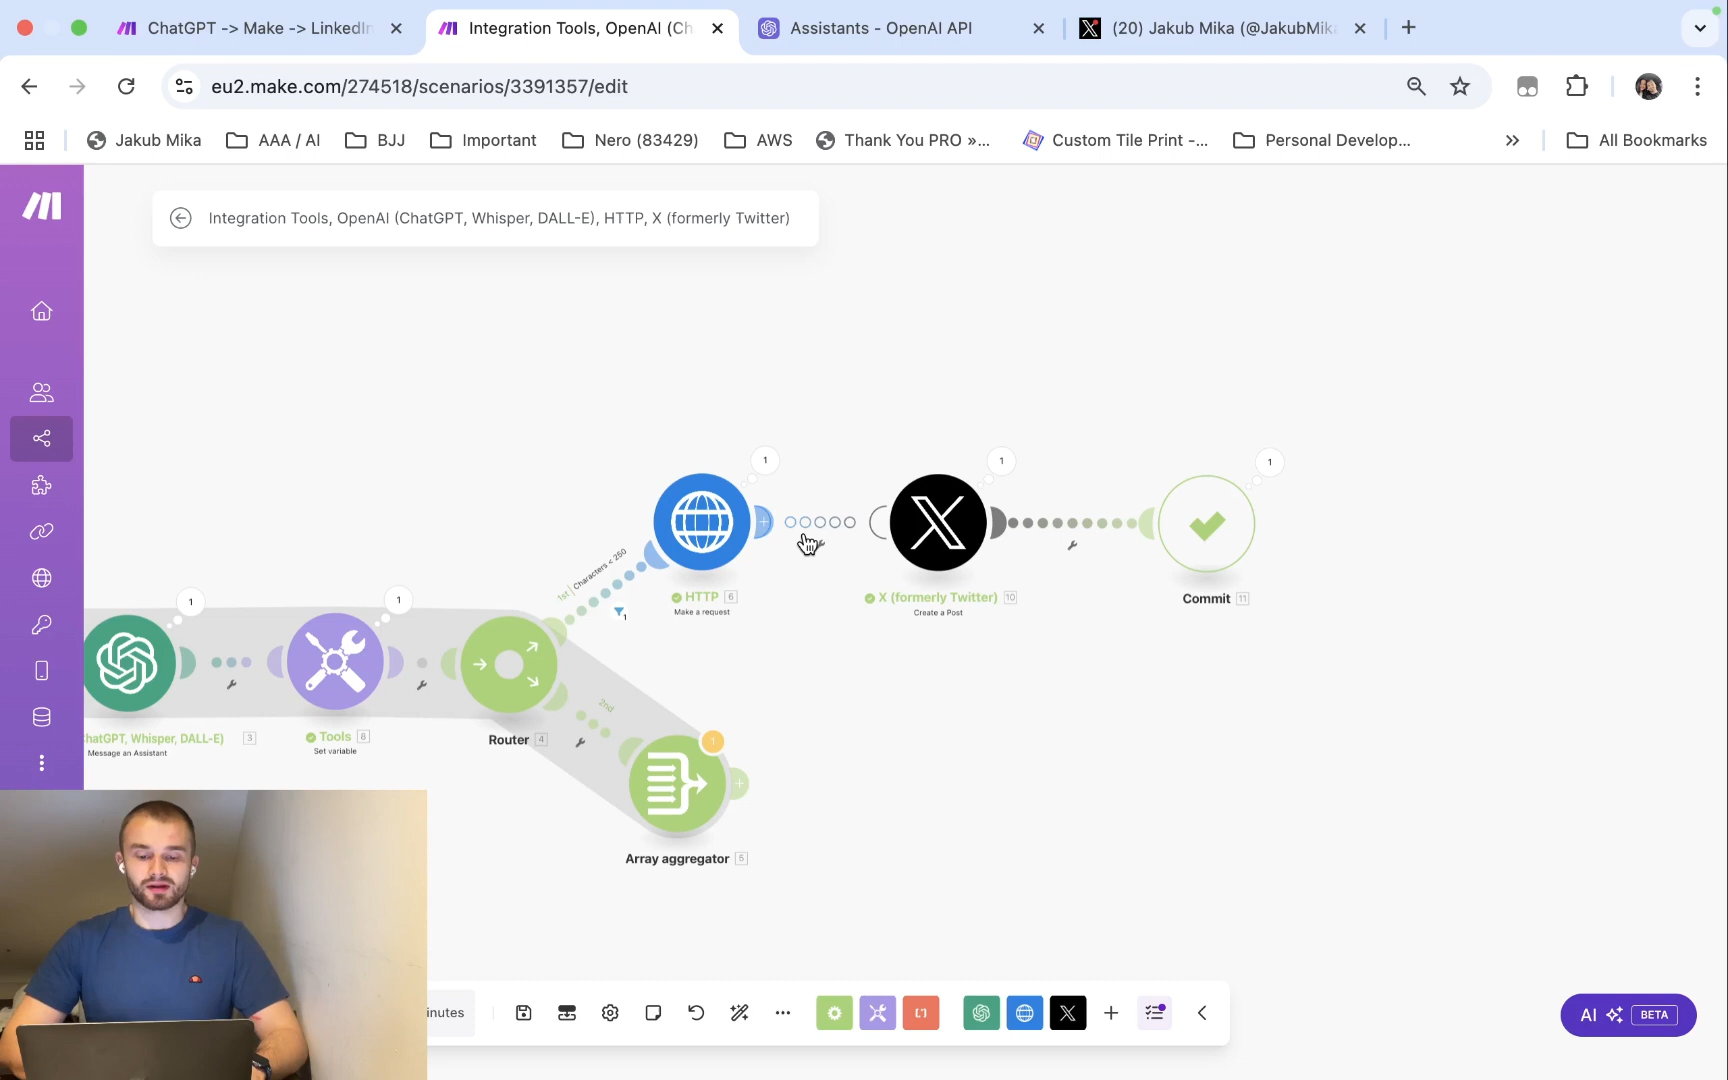 ChatGPT -> Make -> LinkedIn
Integration Tools, OpenAI (Ch
Assistants - OpenAI API
(20) Jakub Mika (@JakubMika
eu2.make.com/274518/scenarios/3391357/edit
Jakub Mika
AAA / AI
BJJ
Important
Nero (83429)
AWS
Thank You PRO »...
Custom Tile Print -...
Personal Develop...
All Bookmarks
Integration Tools, OpenAI (ChatGPT, Whisper, DALL-E), HTTP, X (formerly Twitter)
1
1
1
1st | Characters < 250
1
HTTP 6
Make a request
X (formerly Twitter) 10
Create a Post
Commit 11
1
1
hatGPT, Whisper, DALL-E) 3
Message an Assistant
Tools 8
Set variable
Router 4
2nd
1
Array aggregator 5
inutes
AI BETA